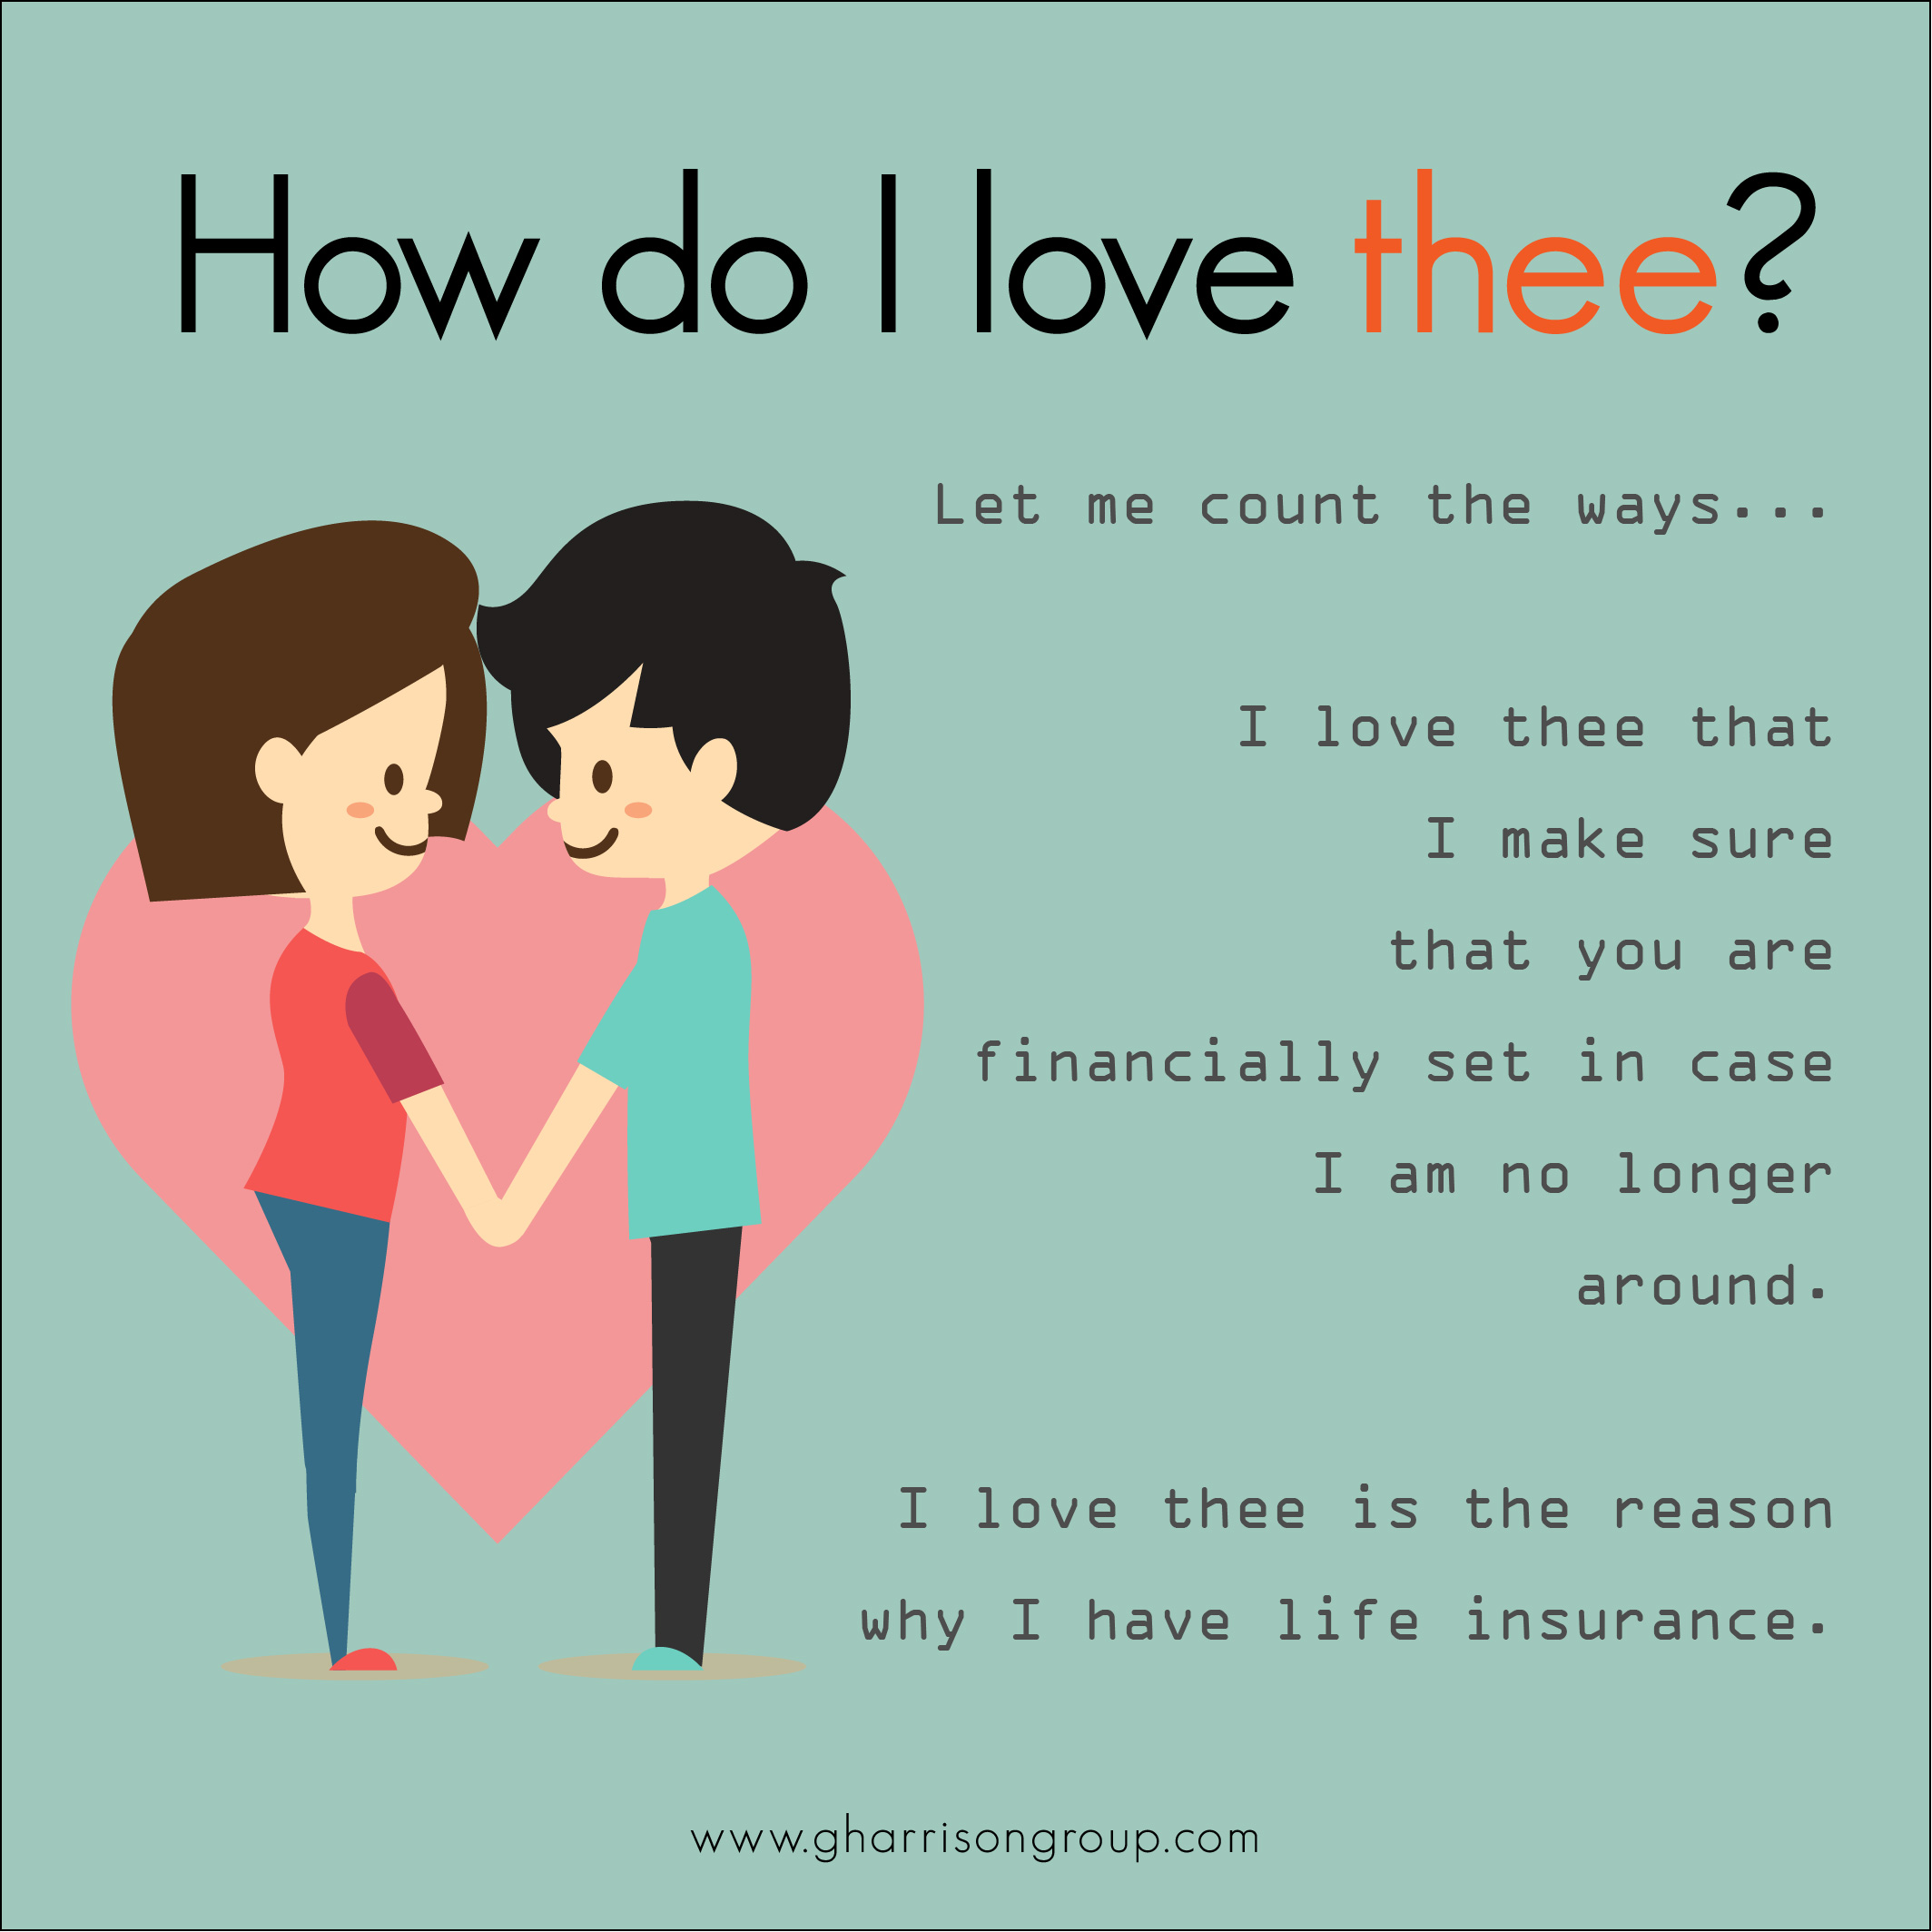 How do I love thee?
Let me count the ways...
I love thee that
I make sure
that you are
financially set in case
I am no longer
around.
I love thee is the reason
why I have life insurance.
www.gharrisongroup.com